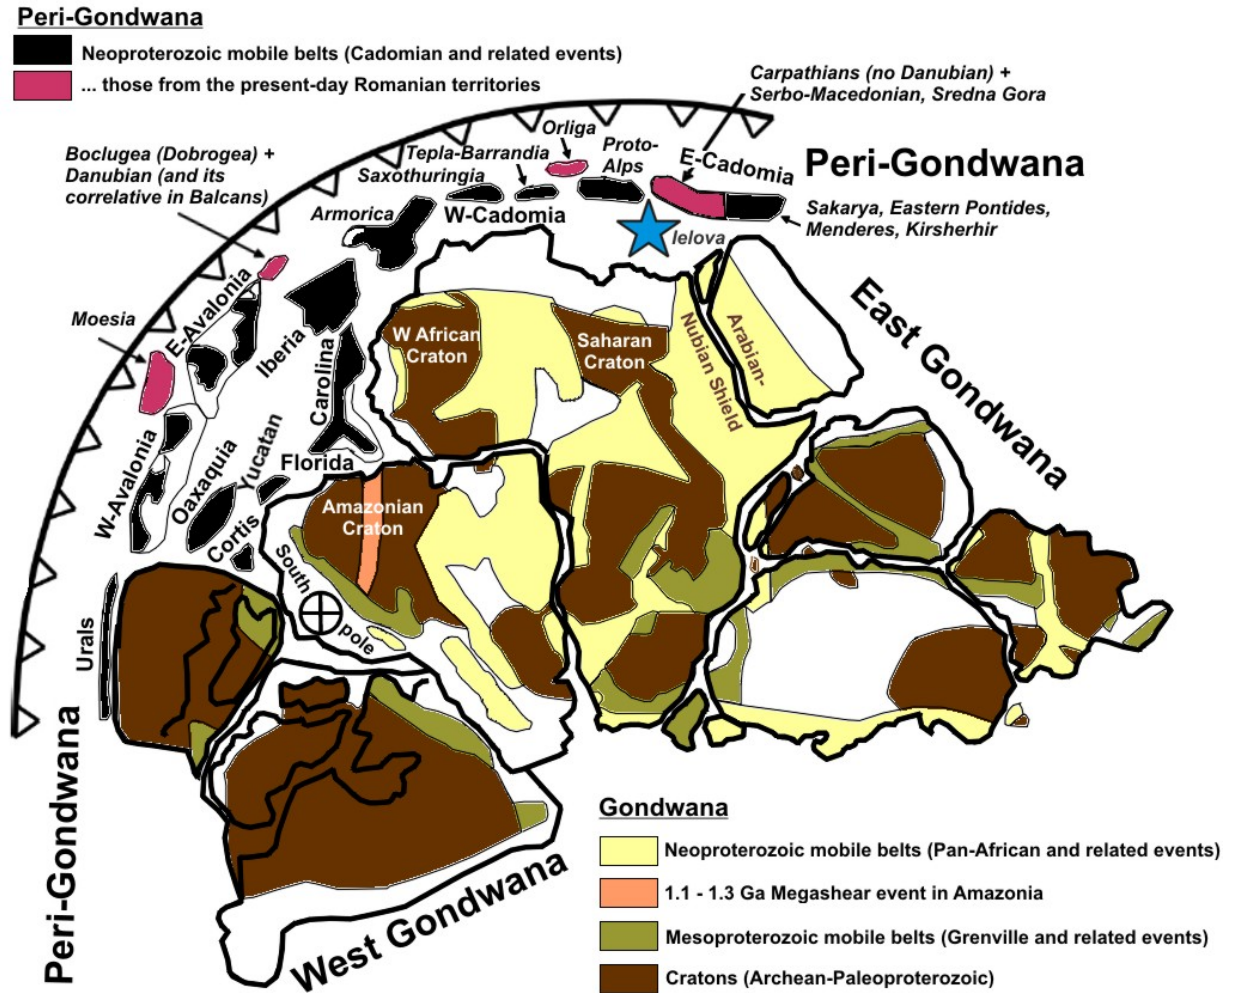 Peri-Gondwana
Neoproterozoic mobile belts (Cadomian and related events)
... those from the present-day Romanian territories
Carpathians (no Danubian) +
Serbo-Macedonian, Sredna Gora
Boclugea (Dobrogea) +
Danubian (and its
correlative in Balcans)
Orliga
Tepla-Barrandia
Proto-
Alps
Saxothuringia
E-Cadomia
Peri-Gondwana
Armorica
W-Cadomia
Sakarya, Eastern Pontides,
Menderes, Kirsherhir
Ielova
Moesia
E-Avalonia
Iberia
Carolina
W African
Craton
Saharan
Craton
Nubian Shield
Arabian-
East Gondwana
W-Avalonia
Oaxaquia
Yucatan
Florida
Cortis
Amazonian
Craton
South
pole
Urals
Peri-Gondwana
West Gondwana
Gondwana
Neoproterozoic mobile belts (Pan-African and related events)
1.1 - 1.3 Ga Megashear event in Amazonia
Mesoproterozoic mobile belts (Grenville and related events)
Cratons (Archean-Paleoproterozoic)